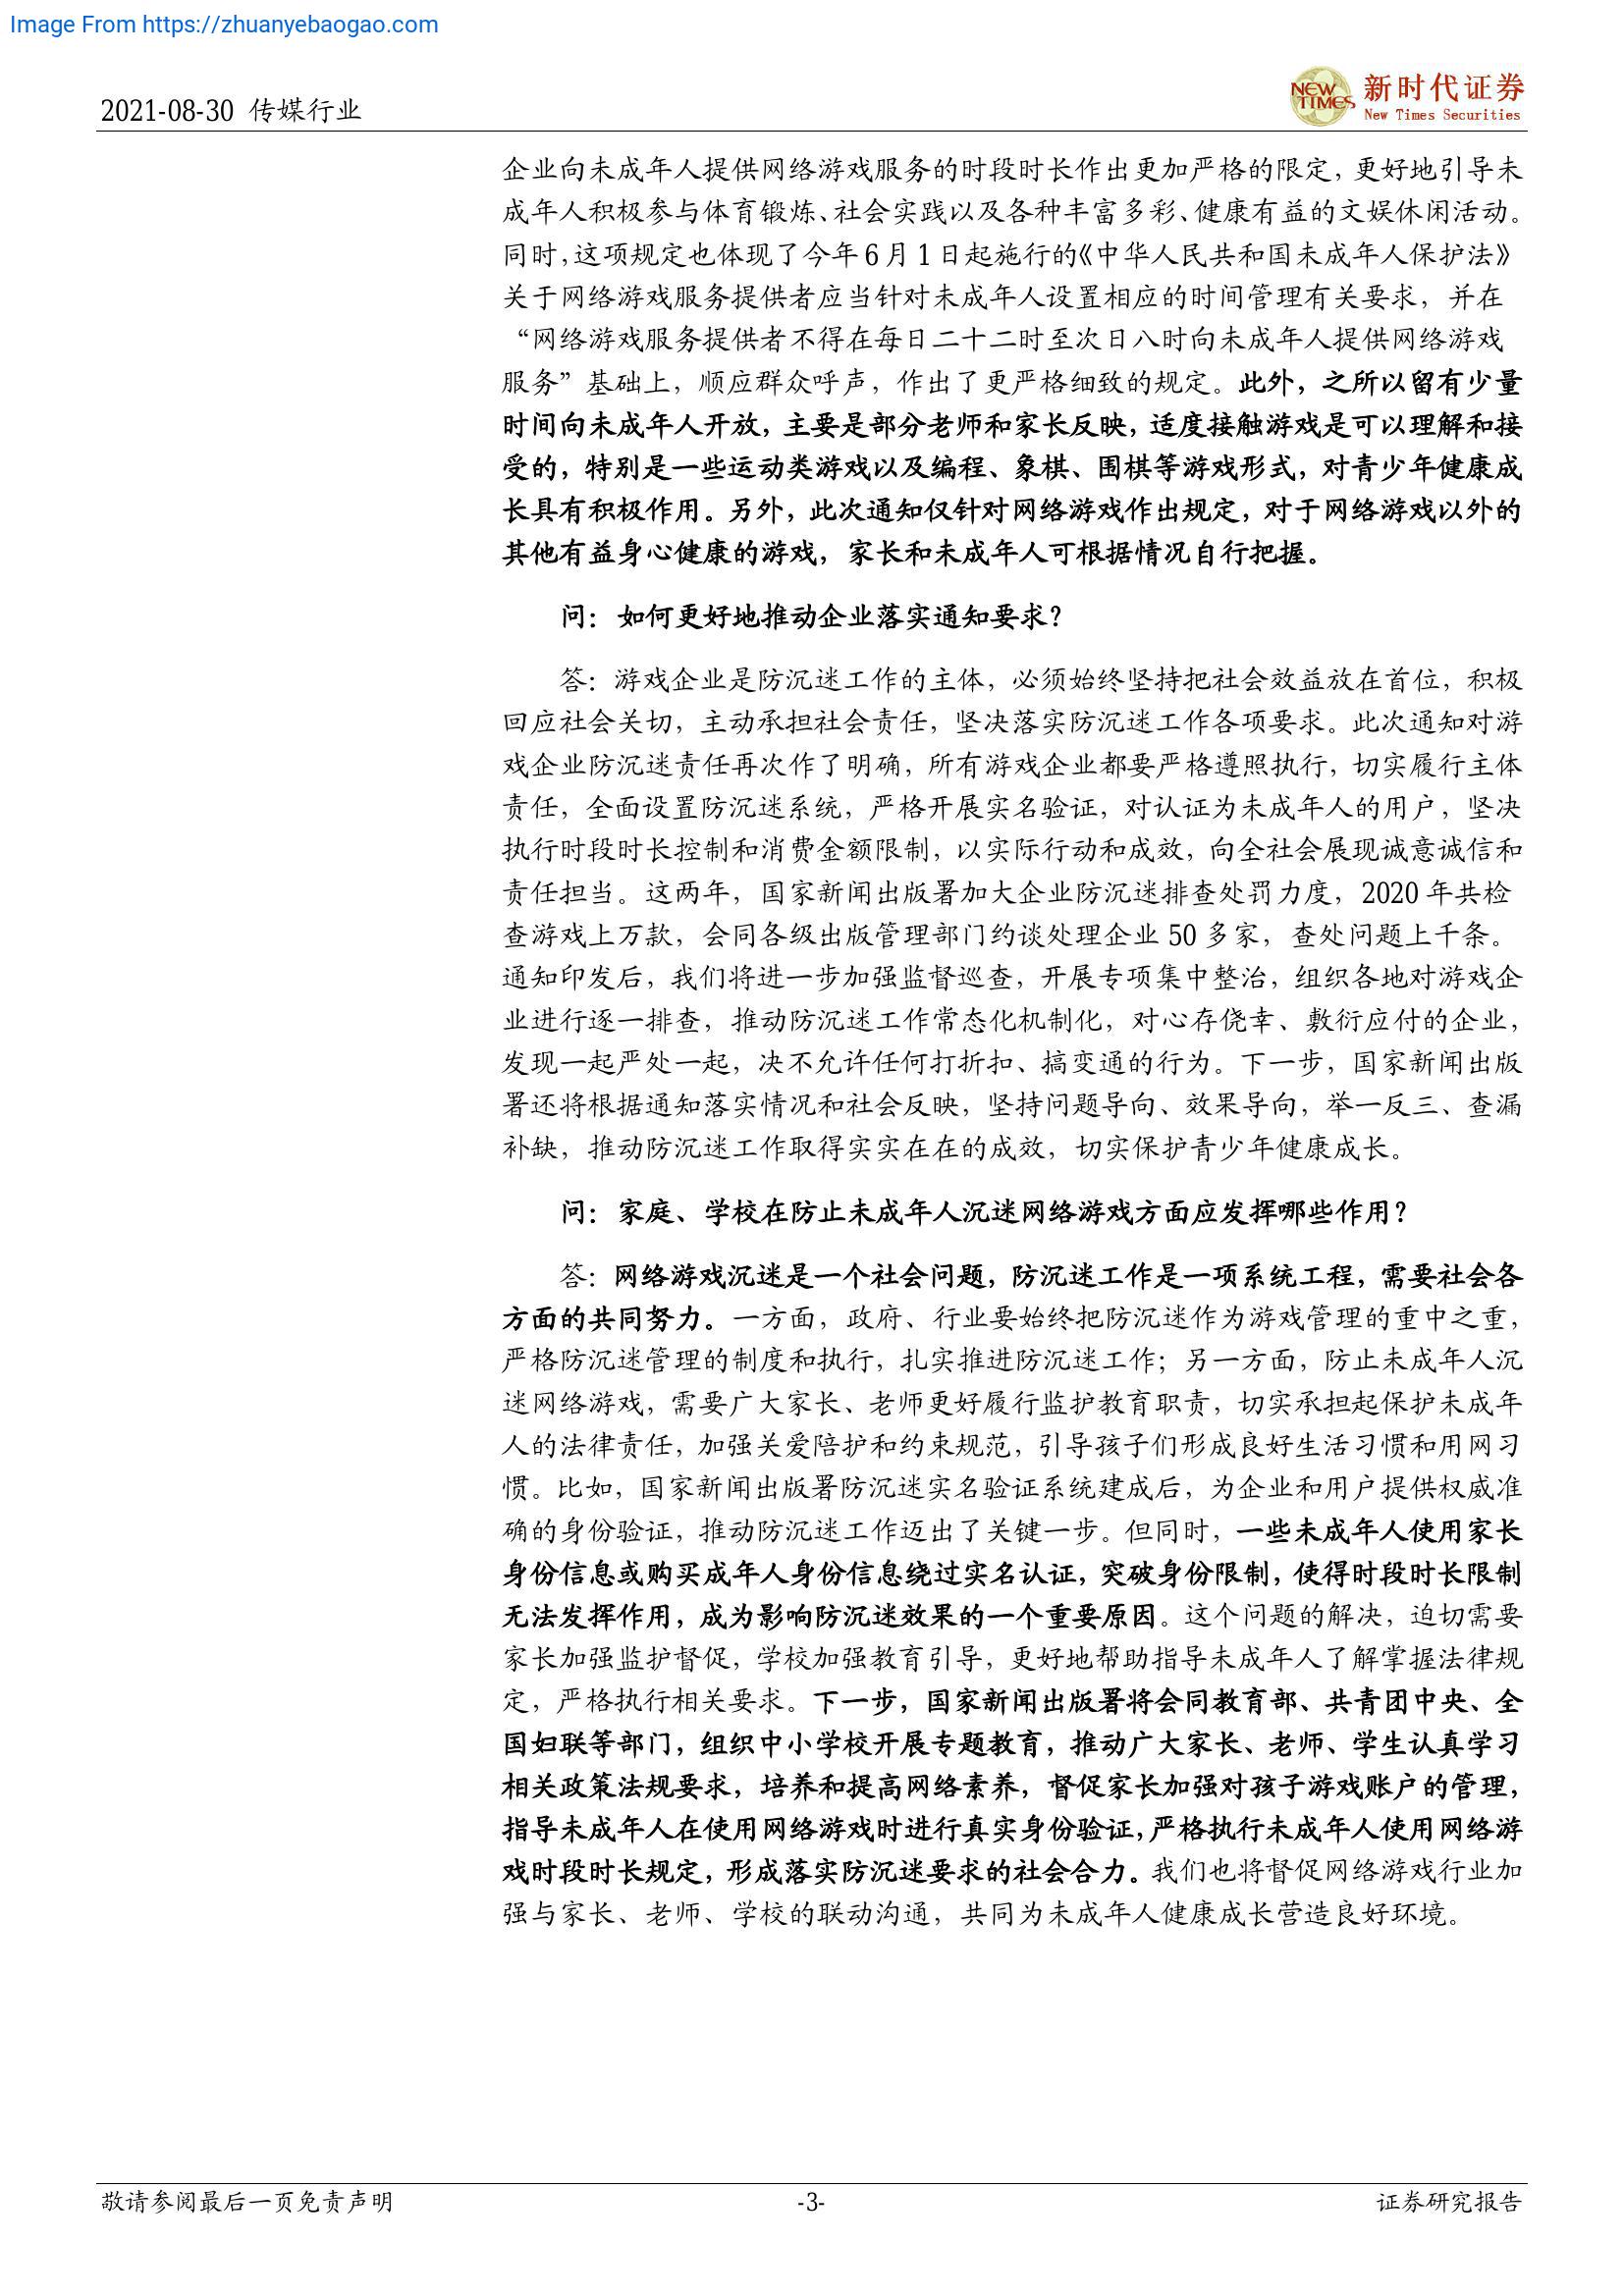 Image From https://zhuanyebaogao.com
2021-08-30 传媒行业
NEW TIMES
新时代证券
New Times Securities
企业向未成年人提供网络游戏服务的时段时长作出更加严格的限定，更好地引导未
成年人积极参与体育锻炼、社会实践以及各种丰富多彩、健康有益的文娱休闲活动。
同时，这项规定也体现了今年 6 月 1 日起施行的《中华人民共和国未成年人保护法》
关于网络游戏服务提供者应当针对未成年人设置相应的时间管理有关要求，并在
“网络游戏服务提供者不得在每日二十二时至次日八时向未成年人提供网络游戏
服务”基础上，顺应群众呼声，作出了更严格细致的规定。此外，之所以留有少量
时间向未成年人开放，主要是部分老师和家长反映，适度接触游戏是可以理解和接
受的，特别是一些运动类游戏以及编程、象棋、围棋等游戏形式，对青少年健康成
长具有积极作用。另外，此次通知仅针对网络游戏作出规定，对于网络游戏以外的
其他有益身心健康的游戏，家长和未成年人可根据情况自行把握。
问：如何更好地推动企业落实通知要求？
答：游戏企业是防沉迷工作的主体，必须始终坚持把社会效益放在首位，积极
回应社会关切，主动承担社会责任，坚决落实防沉迷工作各项要求。此次通知对游
戏企业防沉迷责任再次作了明确，所有游戏企业都要严格遵照执行，切实履行主体
责任，全面设置防沉迷系统，严格开展实名验证，对认证为未成年人的用户，坚决
执行时段时长控制和消费金额限制，以实际行动和成效，向全社会展现诚意诚信和
责任担当。这两年，国家新闻出版署加大企业防沉迷排查处罚力度，2020 年共检
查游戏上万款，会同各级出版管理部门约谈处理企业 50 多家，查处问题上千条。
通知印发后，我们将进一步加强监督巡查，开展专项集中整治，组织各地对游戏企
业进行逐一排查，推动防沉迷工作常态化机制化，对心存侥幸、敷衍应付的企业，
发现一起严处一起，决不允许任何打折扣、搞变通的行为。下一步，国家新闻出版
署还将根据通知落实情况和社会反映，坚持问题导向、效果导向，举一反三、查漏
补缺，推动防沉迷工作取得实实在在的成效，切实保护青少年健康成长。
问：家庭、学校在防止未成年人沉迷网络游戏方面应发挥哪些作用？
答：网络游戏沉迷是一个社会问题，防沉迷工作是一项系统工程，需要社会各
方面的共同努力。一方面，政府、行业要始终把防沉迷作为游戏管理的重中之重，
严格防沉迷管理的制度和执行，扎实推进防沉迷工作；另一方面，防止未成年人沉
迷网络游戏，需要广大家长、老师更好履行监护教育职责，切实承担起保护未成年
人的法律责任，加强关爱陪护和约束规范，引导孩子们形成良好生活习惯和用网习
惯。比如，国家新闻出版署防沉迷实名验证系统建成后，为企业和用户提供权威准
确的身份验证，推动防沉迷工作迈出了关键一步。但同时，一些未成年人使用家长
身份信息或购买成年人身份信息绕过实名认证，突破身份限制，使得时段时长限制
无法发挥作用，成为影响防沉迷效果的一个重要原因。这个问题的解决，迫切需要
家长加强监护督促，学校加强教育引导，更好地帮助指导未成年人了解掌握法律规
定，严格执行相关要求。下一步，国家新闻出版署将会同教育部、共青团中央、全
国妇联等部门，组织中小学校开展专题教育，推动广大家长、老师、学生认真学习
相关政策法规要求，培养和提高网络素养，督促家长加强对孩子游戏账户的管理，
指导未成年人在使用网络游戏时进行真实身份验证，严格执行未成年人使用网络游
戏时段时长规定，形成落实防沉迷要求的社会合力。我们也将督促网络游戏行业加
强与家长、老师、学校的联动沟通，共同为未成年人健康成长营造良好环境。
敬请参阅最后一页免责声明
-3-
证券研究报告